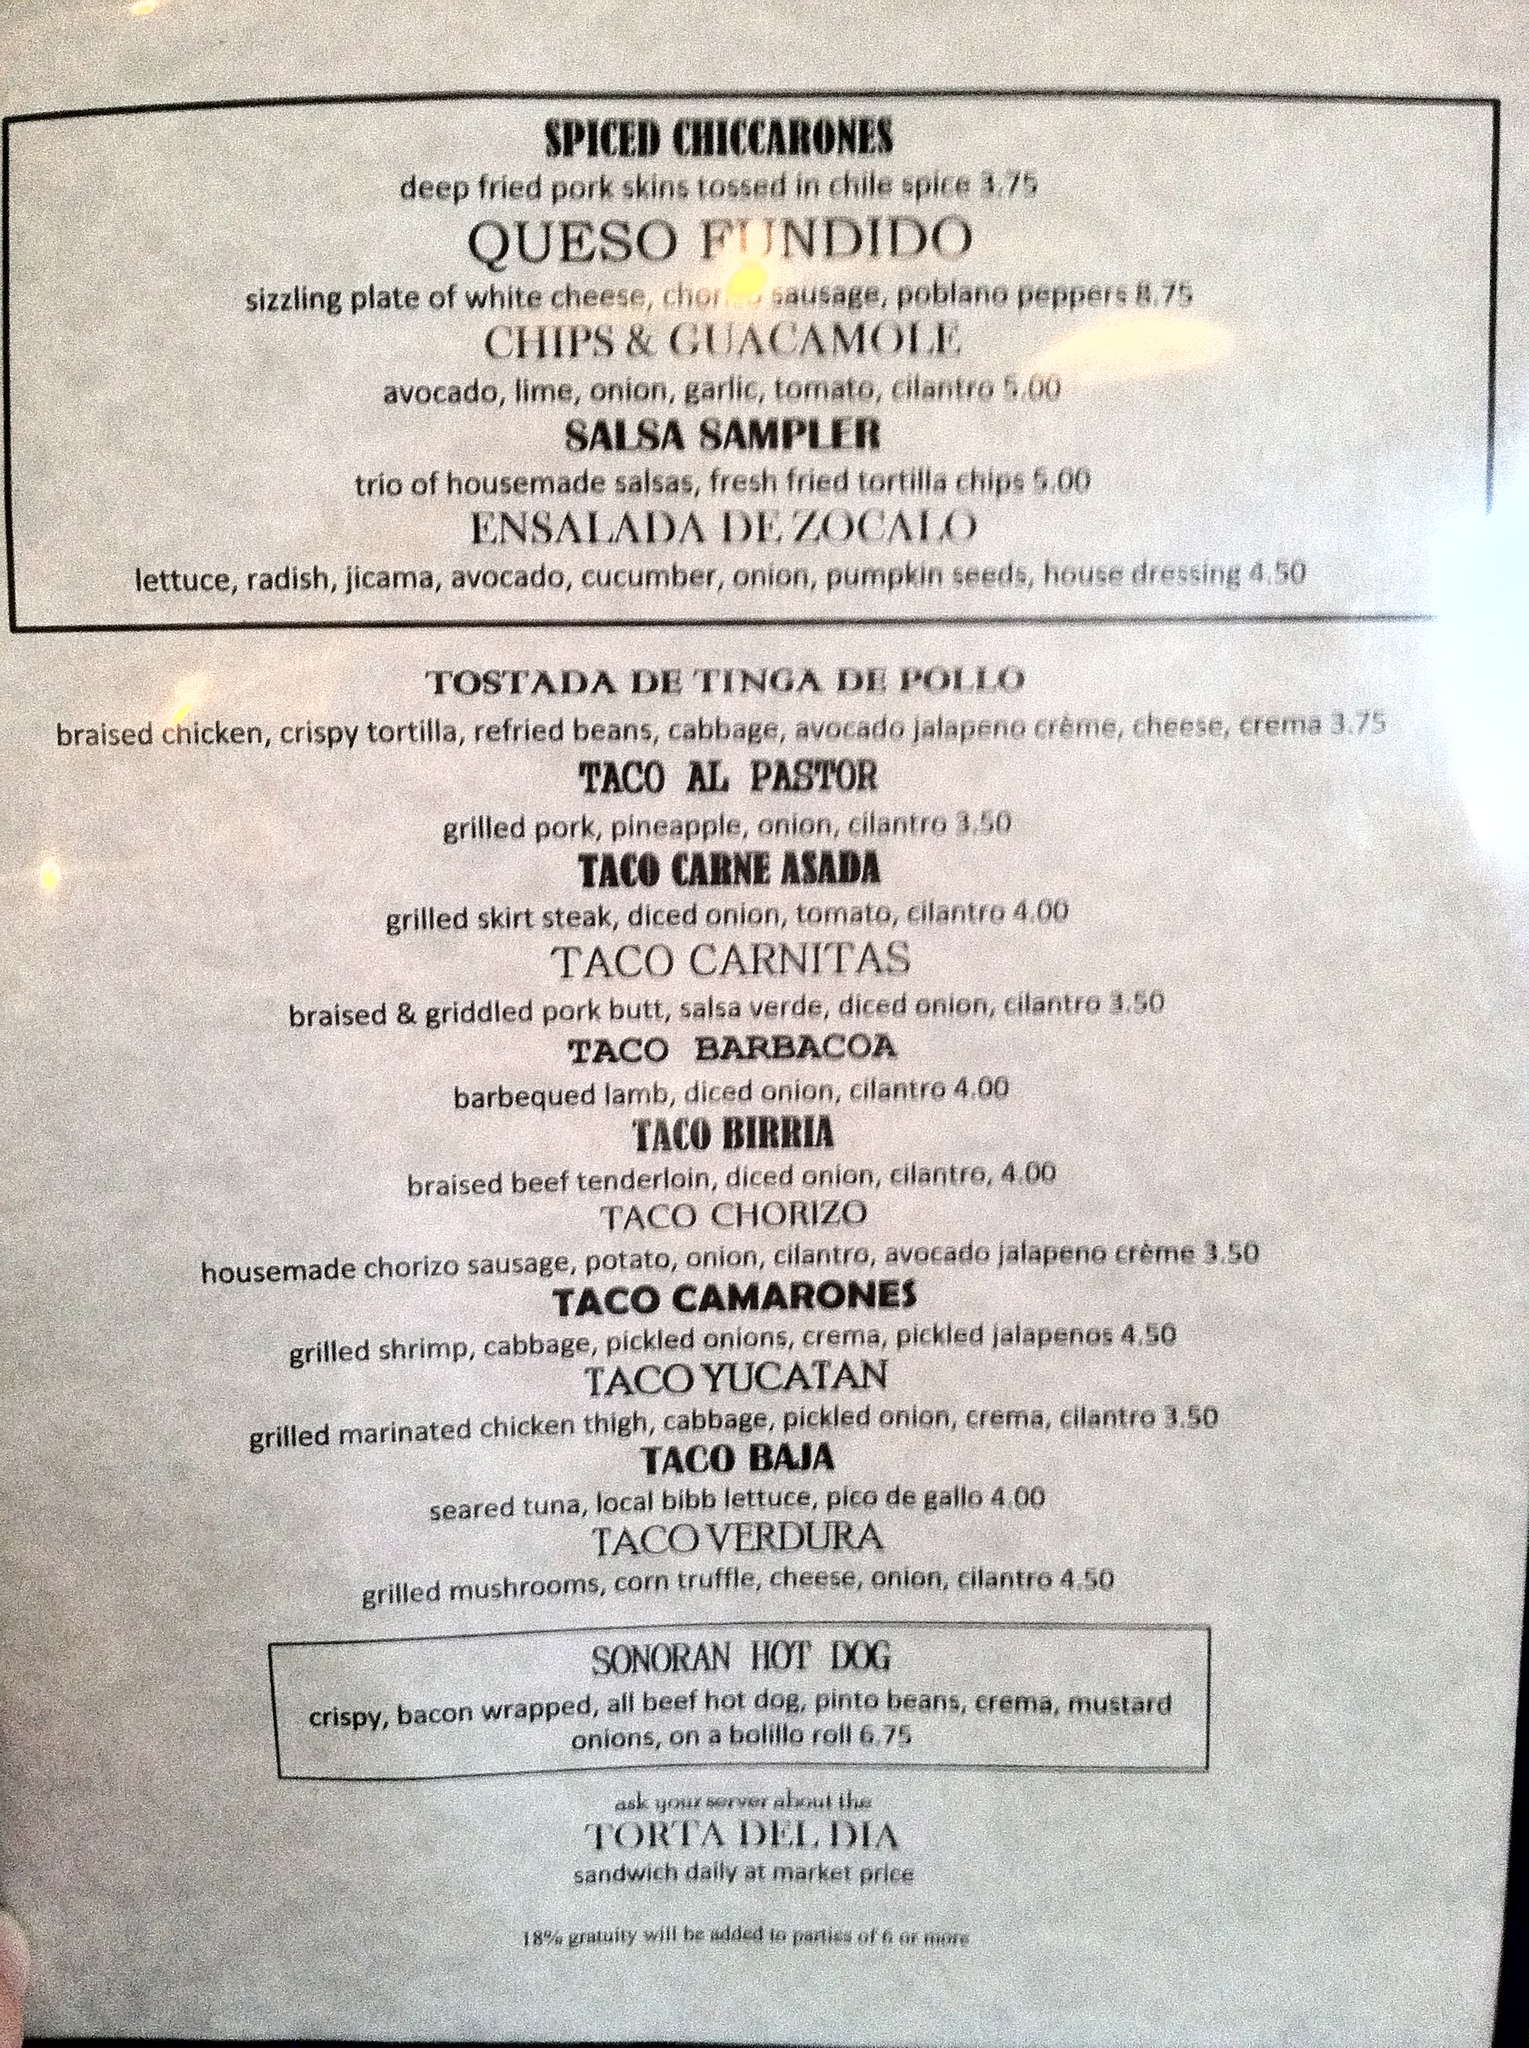 SPICED CHICCARONES
deep fried pork skins tossed in chile spice 3.75
QUESO FUNDIDO
sizzling plate of white cheese, chorizo sausage, poblano peppers 8.75
CHIPS & GUACAMOLE
avocado, lime, onion, garlic, tomato, cilantro 5.00
SALSA SAMPLER
trio of housemade salsas, fresh fried tortilla chips 5.00
ENSALADA DE ZOCALO
lettuce, radish, jicama, avocado, cucumber, onion, pumpkin seeds, house dressing 4.50
TOSTADA DE TINGA DE POLLO
braised chicken, crispy tortilla, refried beans, cabbage, avocado jalapeno crème, cheese, crema 3.75
TACO AL PASTOR
grilled pork, pineapple, onion, cilantro 3.50
TACO CARNE ASADA
grilled skirt steak, diced onion, tomato, cilantro 4.00
TACO CARNITAS
braised & griddled pork butt, salsa verde, diced onion, cilantro 3.50
TACO BARBACOA
barbequed lamb, diced onion, cilantro 4.00
TACO BIRRIA
braised beef tenderloin, diced onion, cilantro, 4.00
TACO CHORIZO
housemade chorizo sausage, potato, onion, cilantro, avocado jalapeno crème 3.50
TACO CAMARONES
grilled shrimp, cabbage, pickled onions, crema, pickled jalapenos 4.50
TACO YUCATAN
grilled marinated chicken thigh, cabbage, pickled onion, crema, cilantro 3.50
TACO BAJA
seared tuna, local bibb lettuce, pico de gallo 4.00
TACO VERDURA
grilled mushrooms, corn truffle, cheese, onion, cilantro 4.50
SONORAN HOT DOG
crispy, bacon wrapped, all beef hot dog, pinto beans, crema, mustard
onions, on a bolillo roll 6.75
ask your server about the
TORTA DEL DIA
sandwich daily at market price
18% gratuity will be added to parties of 6 or more